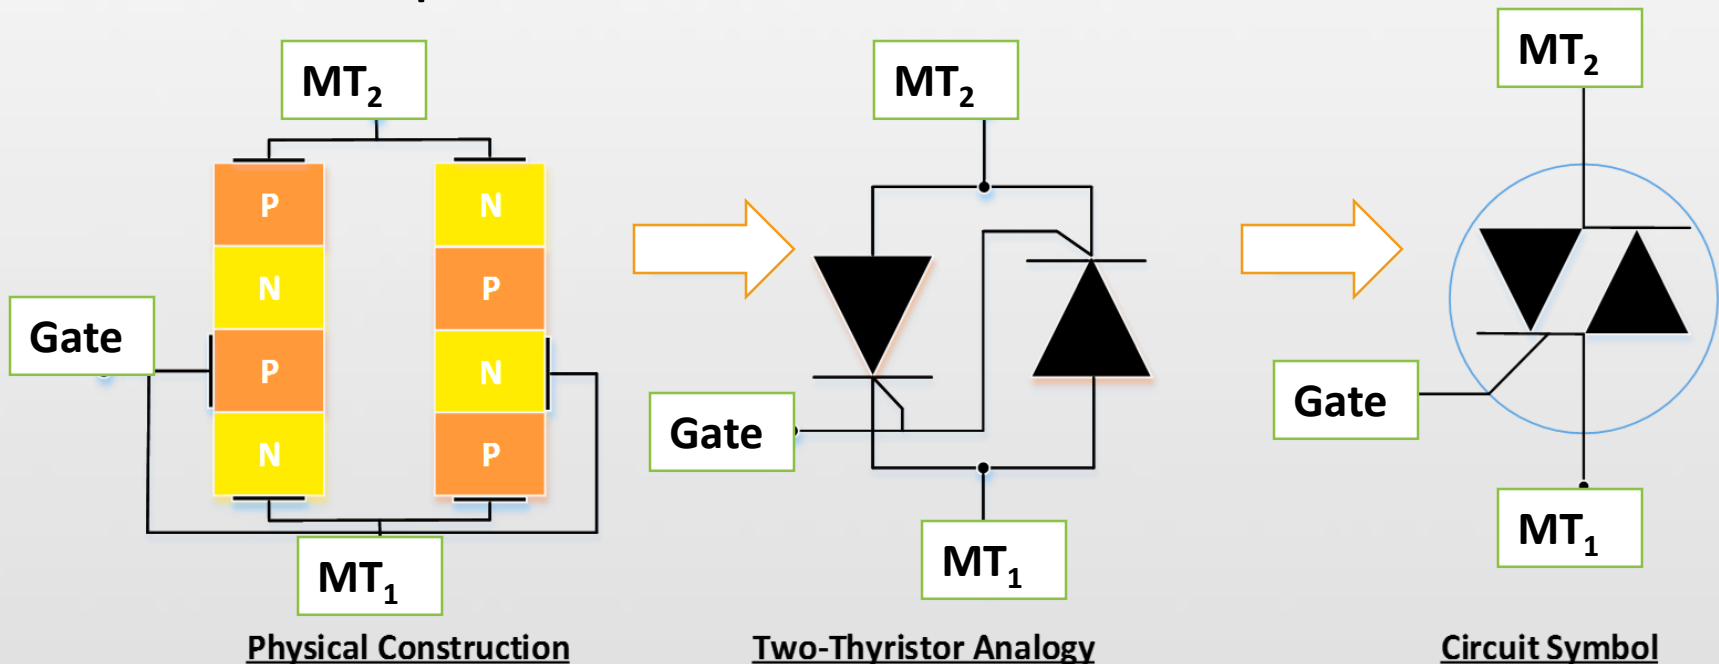 MT₂
P
N
P
N
N
P
N
P
Gate
MT₁
Physical Construction
MT₂
Gate
MT₁
Two-Thyristor Analogy
MT₂
Gate
MT₁
Circuit Symbol